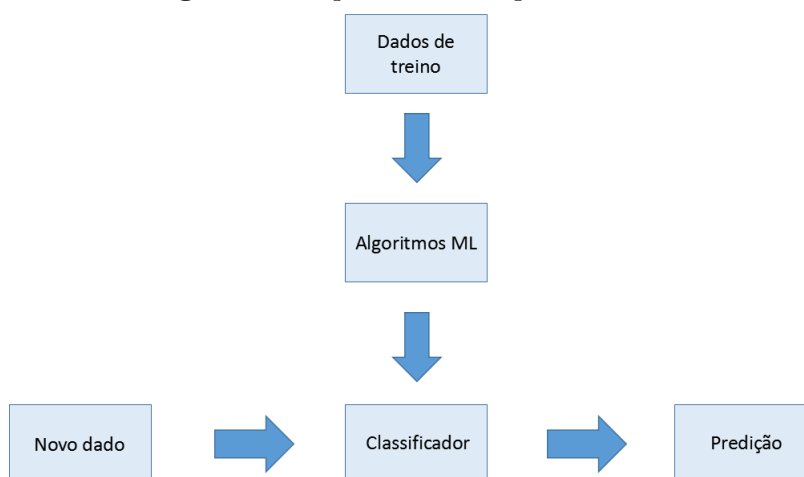 Dados de
treino
Algoritmos ML
Novo dado
Classificador
Predição